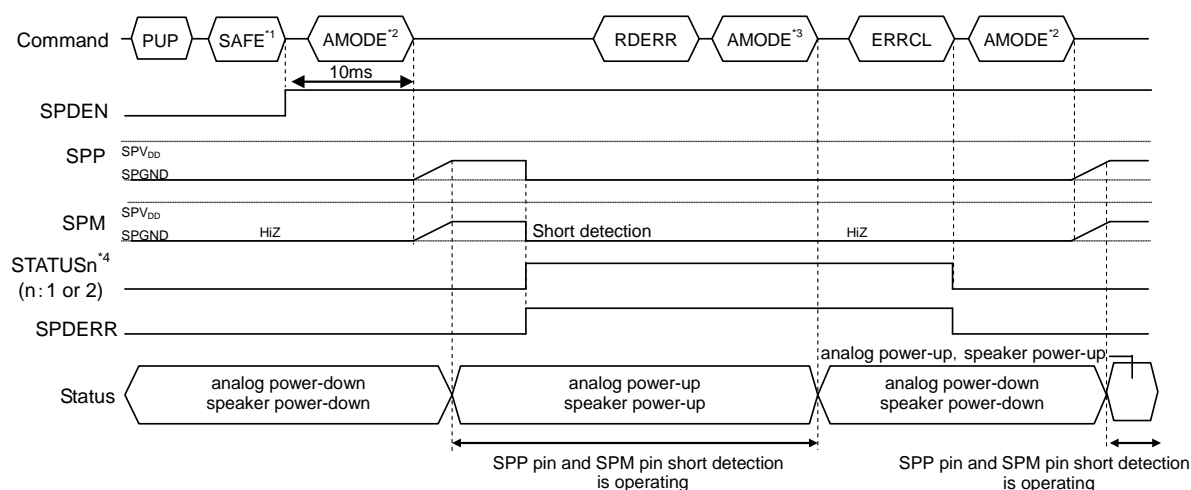 Command PUP SAFE*1 AMODE*2 RDERR AMODE*3 ERRCL AMODE*2
10ms
SPDEN
SPP SPVDD
SPGND
SPM SPVDD
SPGND HiZ Short detection HiZ
STATUSn*4
(n:1 or 2)
SPDERR
analog power-up, speaker power-up
Status analog power-down analog power-up analog power-down
speaker power-down speaker power-up speaker power-down
SPP pin and SPM pin short detection SPP pin and SPM pin short detection
is operating is operating